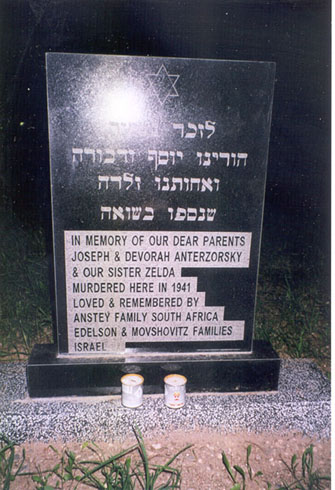 לזכר
הורינו יוסף ודבורה
ואחותנו זלדה
שנספו בשואה
IN MEMORY OF OUR DEAR PARENTS
JOSEPH & DEVORAH ANTERZORSKY
& OUR SISTER ZELDA
MURDERED HERE IN 1941
LOVED & REMEMBERED BY
ANSTEY FAMILY SOUTH AFRICA
EDELSON & MOVSHOVITZ FAMILIES
ISRAEL